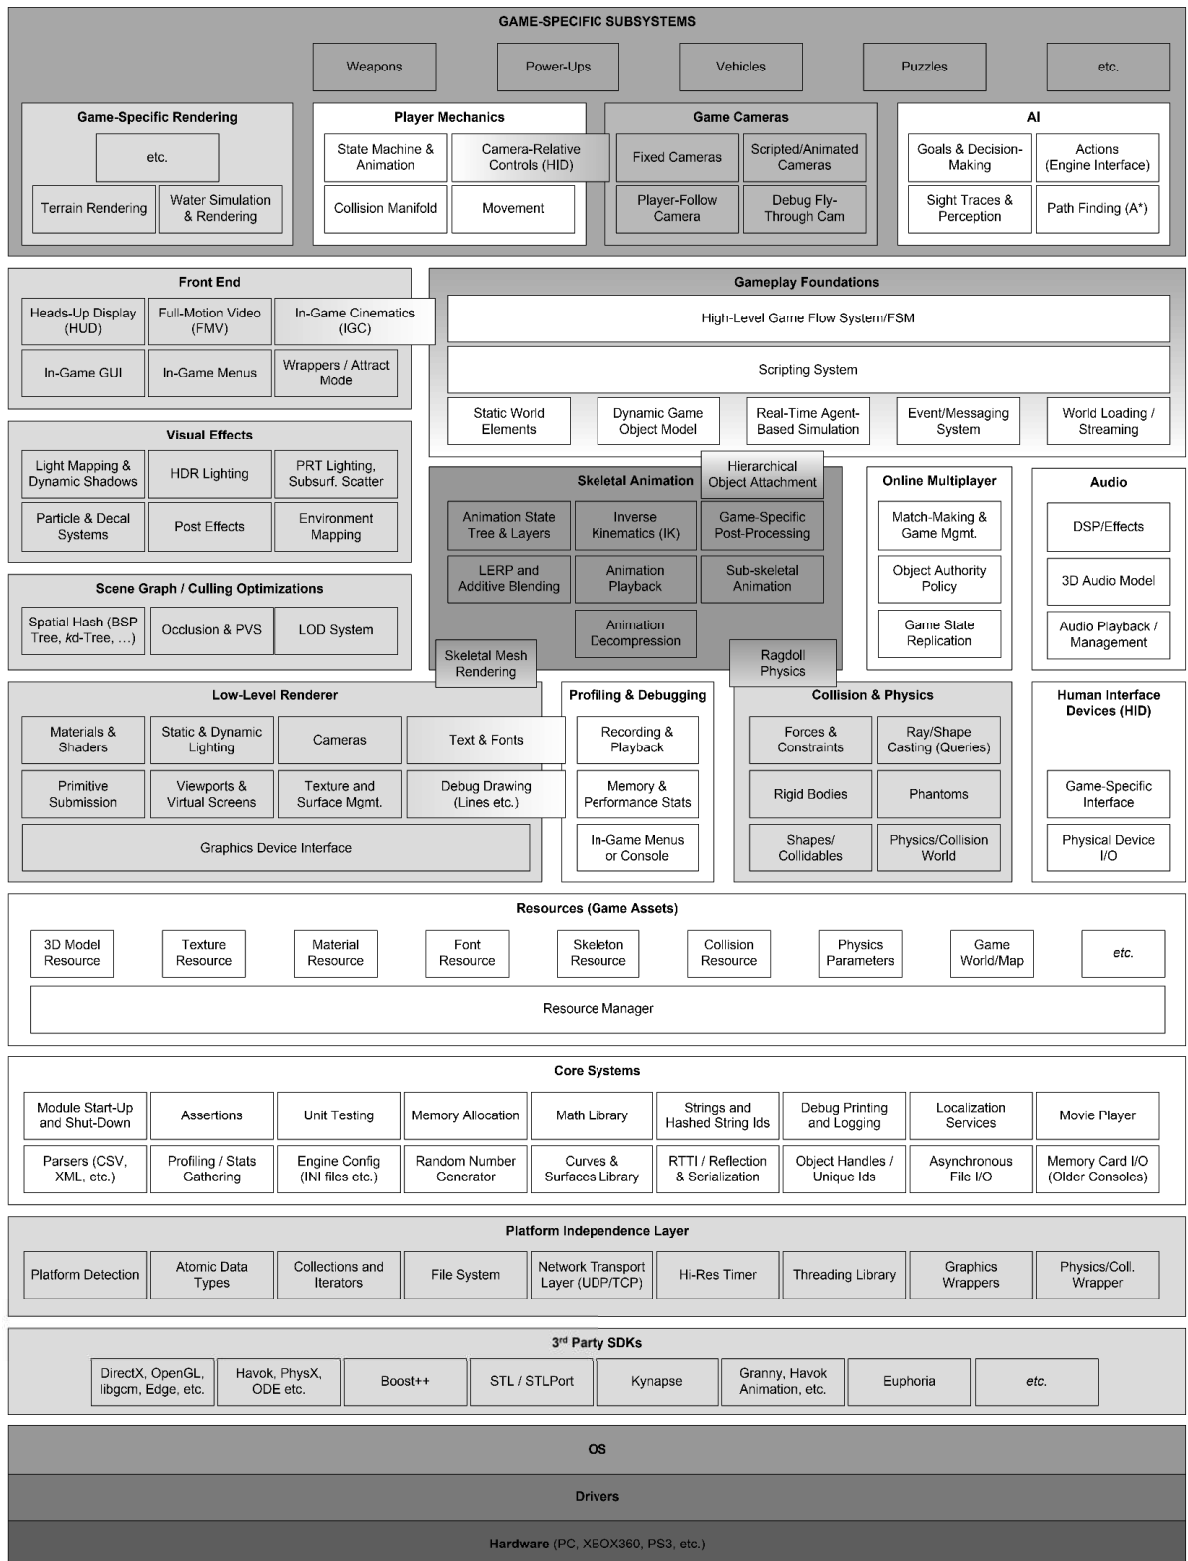 GAME-SPECIFIC SUBSYSTEMS
Weapons
Power-Ups
Vehicles
Puzzles
etc.
Game-Specific Rendering
etc.
Terrain Rendering
Water Simulation
& Rendering
Player Mechanics
State Machine &
Animation
Camera-Relative
Controls (HID)
Collision Manifold
Movement
Game Cameras
Fixed Cameras
Scripted/Animated
Cameras
Player-Follow
Camera
Debug Fly-
Through Cam
AI
Goals & Decision-
Making
Actions
(Engine Interface)
Sight Traces &
Perception
Path Finding (A*)
Front End
Heads-Up Display
(HUD)
Full-Motion Video
(FMV)
In-Game Cinematics
(IGC)
In-Game GUI
In-Game Menus
Wrappers / Attract
Mode
Gameplay Foundations
High-Level Game Flow System/FSM
Scripting System
Static World
Elements
Dynamic Game
Object Model
Real-Time Agent-
Based Simulation
Event/Messaging
System
World Loading /
Streaming
Visual Effects
Light Mapping &
Dynamic Shadows
HDR Lighting
PRT Lighting,
Subsurf. Scatter
Particle & Decal
Systems
Post Effects
Environment
Mapping
Skeletal Animation
Hierarchical
Object Attachment
Animation State
Tree & Layers
Inverse
Kinematics (IK)
Game-Specific
Post-Processing
LERP and
Additive Blending
Animation
Playback
Sub-skeletal
Animation
Animation
Decompression
Skeletal Mesh
Rendering
Ragdoll
Physics
Online Multiplayer
Match-Making &
Game Mgmt.
Object Authority
Policy
Game State
Replication
Audio
DSP/Effects
3D Audio Model
Audio Playback /
Management
Scene Graph / Culling Optimizations
Spatial Hash (BSP
Tree, kd-Tree, …)
Occlusion & PVS
LOD System
Low-Level Renderer
Materials &
Shaders
Static & Dynamic
Lighting
Cameras
Text & Fonts
Primitive
Submission
Viewports &
Virtual Screens
Texture and
Surface Mgmt.
Debug Drawing
(Lines etc.)
Graphics Device Interface
Profiling & Debugging
Recording &
Playback
Memory &
Performance Stats
In-Game Menus
or Console
Collision & Physics
Forces &
Constraints
Ray/Shape
Casting (Queries)
Rigid Bodies
Phantoms
Shapes/
Collidables
Physics/Collision
World
Human Interface
Devices (HID)
Game-Specific
Interface
Physical Device
I/O
Resources (Game Assets)
3D Model
Resource
Texture
Resource
Material
Resource
Font
Resource
Skeleton
Resource
Collision
Resource
Physics
Parameters
Game
World/Map
etc.
Resource Manager
Core Systems
Module Start-Up
and Shut-Down
Assertions
Unit Testing
Memory Allocation
Math Library
Strings and
Hashed String Ids
Debug Printing
and Logging
Localization
Services
Movie Player
Parsers (CSV,
XML, etc.)
Profiling / Stats
Gathering
Engine Config
(INI files etc.)
Random Number
Generator
Curves &
Surfaces Library
RTTI / Reflection
& Serialization
Object Handles /
Unique Ids
Asynchronous
File I/O
Memory Card I/O
(Older Consoles)
Platform Independence Layer
Platform Detection
Atomic Data
Types
Collections and
Iterators
File System
Network Transport
Layer (UDP/TCP)
Hi-Res Timer
Threading Library
Graphics
Wrappers
Physics/Coll.
Wrapper
3rd Party SDKs
DirectX, OpenGL,
libgcm, Edge, etc.
Havok, PhysX,
ODE etc.
Boost++
STL / STLPort
Kynapse
Granny, Havok
Animation, etc.
Euphoria
etc.
OS
Drivers
Hardware (PC, XBOX360, PS3, etc.)